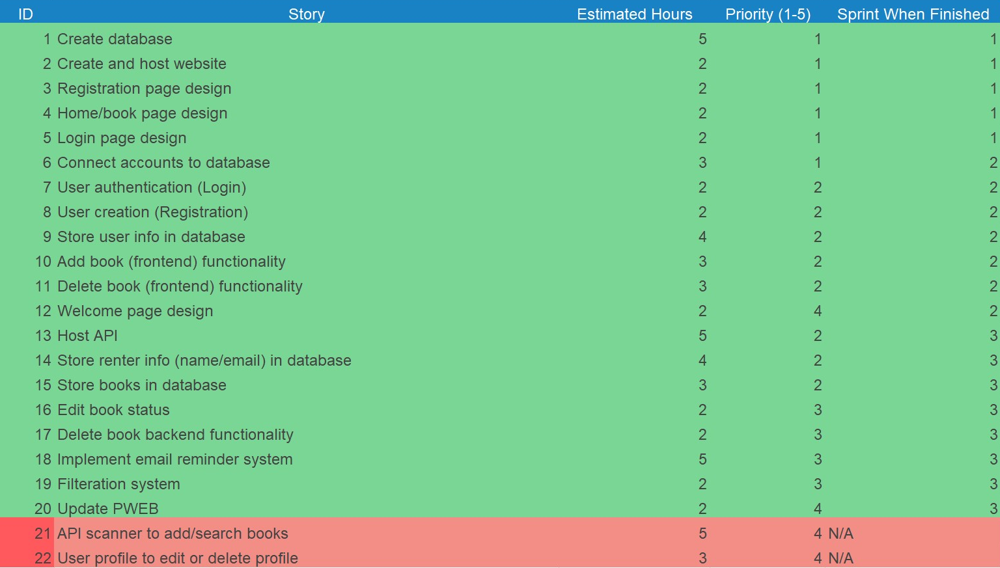 ID Story Estimated Hours Priority (1-5) Sprint When Finished
1 Create database 5 1 1
2 Create and host website 2 1 1
3 Registration page design 2 1 1
4 Home/book page design 2 1 1
5 Login page design 2 1 1
6 Connect accounts to database 3 1 2
7 User authentication (Login) 2 2 2
8 User creation (Registration) 2 2 2
9 Store user info in database 4 2 2
10 Add book (frontend) functionality 3 2 2
11 Delete book (frontend) functionality 3 2 2
12 Welcome page design 2 4 2
13 Host API 5 2 3
14 Store renter info (name/email) in database 4 2 3
15 Store books in database 3 2 3
16 Edit book status 2 3 3
17 Delete book backend functionality 2 3 3
18 Implement email reminder system 5 3 3
19 Filteration system 2 3 3
20 Update PWEB 2 4 3
21 API scanner to add/search books 5 4 N/A
22 User profile to edit or delete profile 3 4 N/A